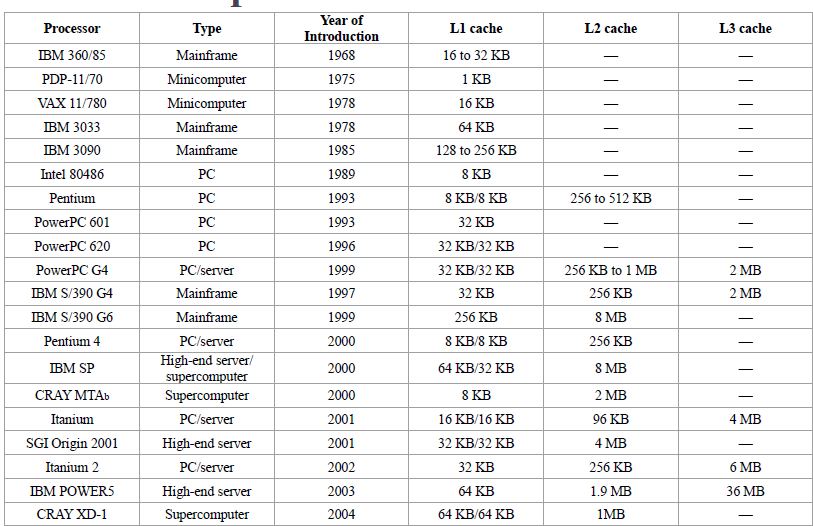 Processor Type Year of Introduction L1 cache L2 cache L3 cache
IBM 360/85 Mainframe 1968 16 to 32 KB — —
PDP-11/70 Minicomputer 1975 1 KB — —
VAX 11/780 Minicomputer 1978 16 KB — —
IBM 3033 Mainframe 1978 64 KB — —
IBM 3090 Mainframe 1985 128 to 256 KB — —
Intel 80486 PC 1989 8 KB — —
Pentium PC 1993 8 KB/8 KB 256 to 512 KB —
PowerPC 601 PC 1993 32 KB — —
PowerPC 620 PC 1996 32 KB/32 KB — —
PowerPC G4 PC/server 1999 32 KB/32 KB 256 KB to 1 MB 2 MB
IBM S/390 G4 Mainframe 1997 32 KB 256 KB 2 MB
IBM S/390 G6 Mainframe 1999 256 KB 8 MB —
Pentium 4 PC/server 2000 8 KB/8 KB 256 KB —
IBM SP High-end server/ supercomputer 2000 64 KB/32 KB 8 MB —
CRAY MTAb Supercomputer 2000 8 KB 2 MB —
Itanium PC/server 2001 16 KB/16 KB 96 KB 4 MB
SGI Origin 2001 High-end server 2001 32 KB/32 KB 4 MB —
Itanium 2 PC/server 2002 32 KB 256 KB 6 MB
IBM POWER5 High-end server 2003 64 KB 1.9 MB 36 MB
CRAY XD-1 Supercomputer 2004 64 KB/64 KB 1MB —